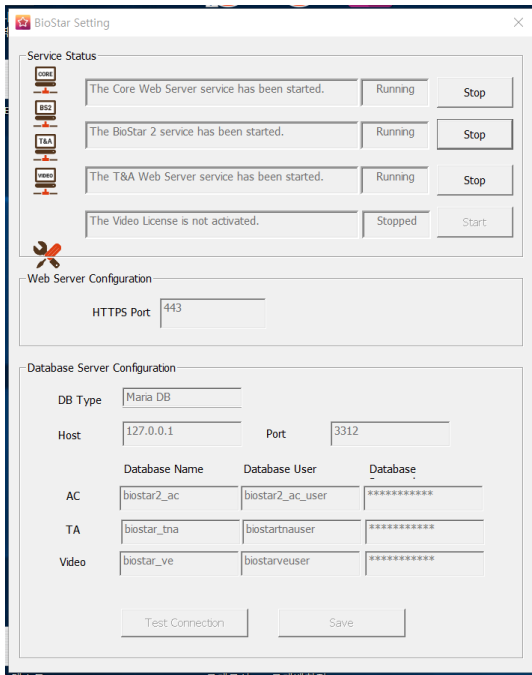 BioStar Setting
Service Status
CORE
The Core Web Server service has been started. Running Stop
BS2
The BioStar 2 service has been started. Running Stop
T&A
The T&A Web Server service has been started. Running Stop
VIDEO
The Video License is not activated. Stopped Start
Web Server Configuration
HTTPS Port 443
Database Server Configuration
DB Type Maria DB
Host 127.0.0.1 Port 3312
Database Name Database User Database
AC biostar2_ac biostar2_ac_user ***********
TA biostar_tna biostartnauser ***********
Video biostar_ve biostarveuser ***********
Test Connection Save